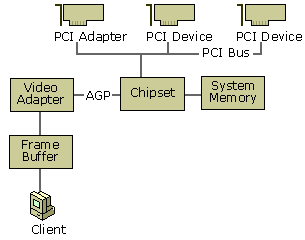 PCI Adapter
PCI Device
PCI Device
PCI Bus
Video
Adapter
AGP
Chipset
System
Memory
Frame
Buffer
Client